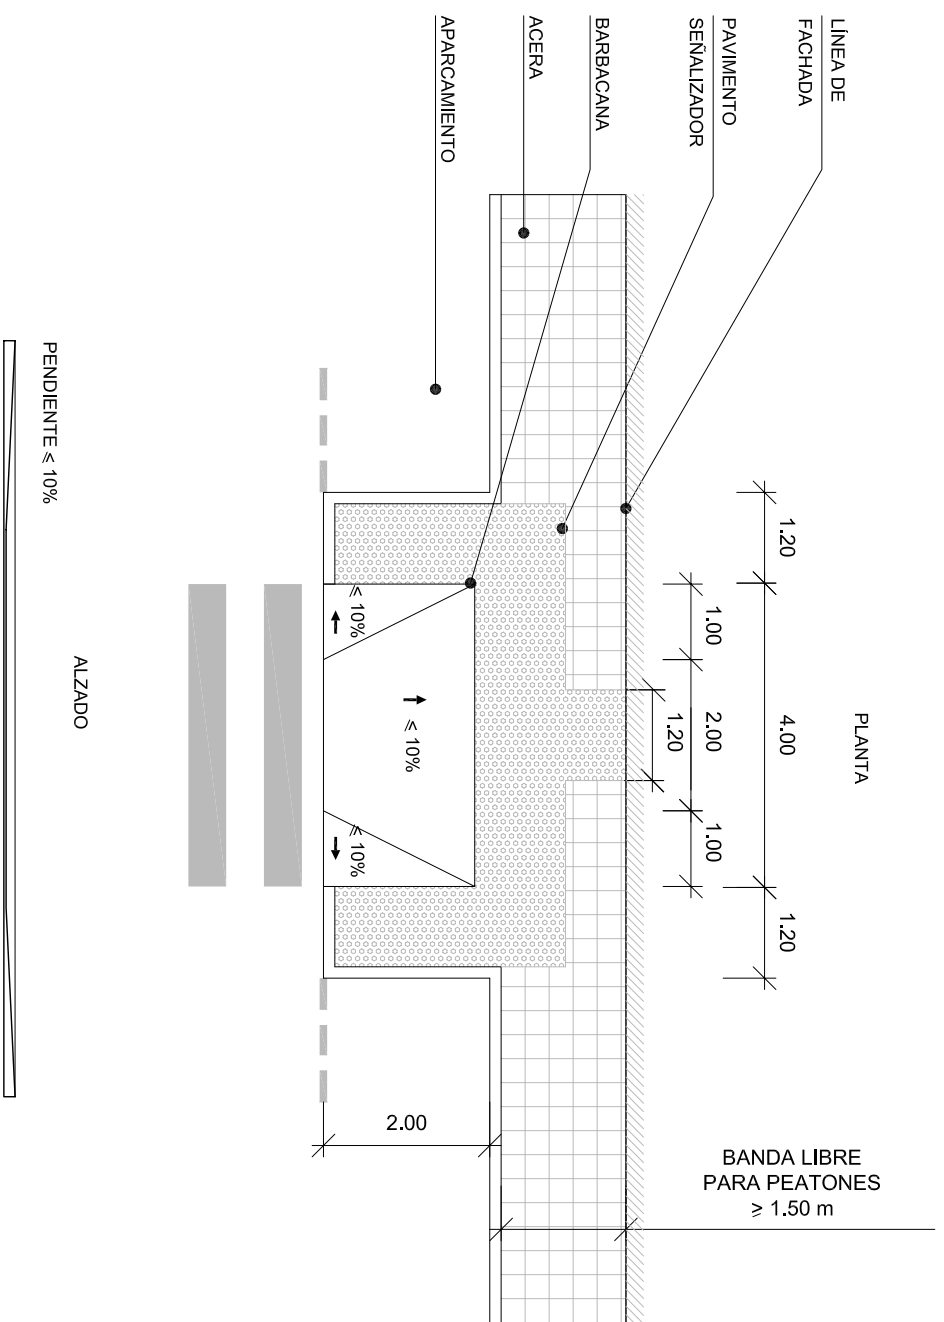 PLANTA
1.20
4.00
1.20
1.00
2.00
1.00
1.20
LÍNEA DE
FACHADA
PAVIMENTO
SEÑALIZADOR
BARBACANA
ACERA
APARCAMIENTO
BANDA LIBRE
PARA PEATONES
⩾ 1.50 m
2.00
⩽ 10%
⩽ 10%
⩽ 10%
ALZADO
PENDIENTE ⩽ 10%